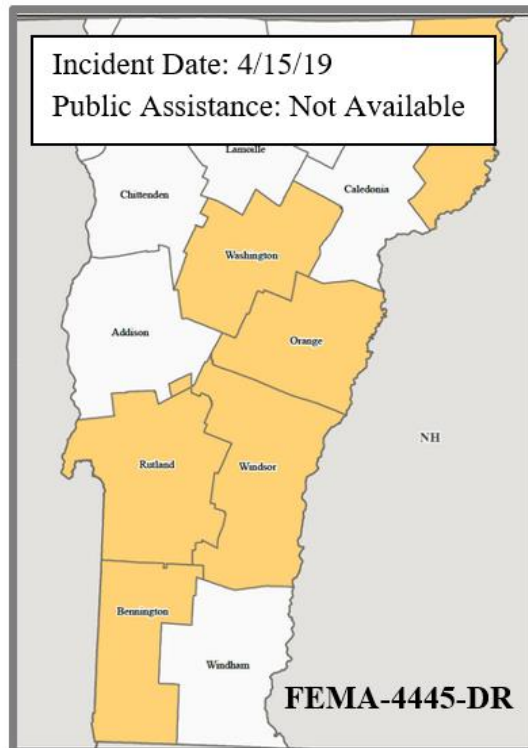 Incident Date: 4/15/19
Public Assistance: Not Available
Lamoille
Chittenden
Caledonia
Washington
Addison
Orange
NH
Rutland
Windsor
Bennington
Windham
FEMA-4445-DR